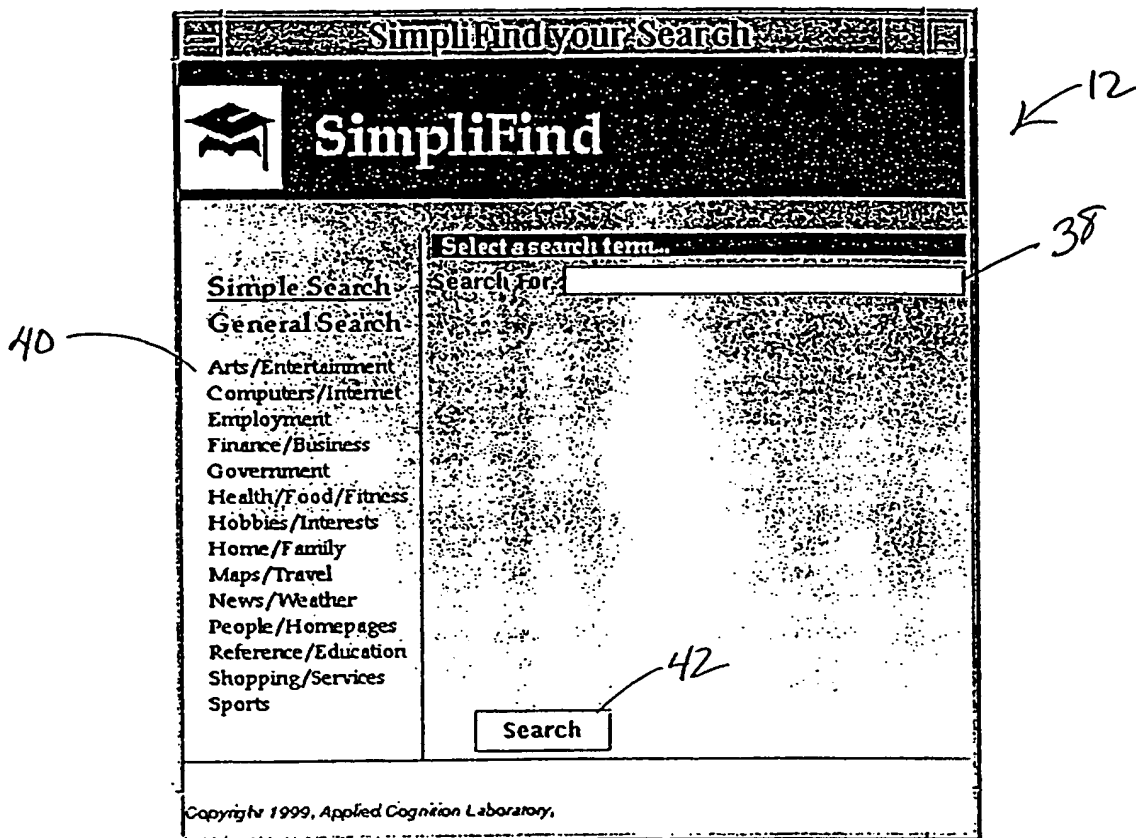 SimpliFind your Search
12
SimpliFind
Select a search term...
38
Search For:
Simple Search
General Search
40
Arts/Entertainment
Computers/Internet
Employment
Finance/Business
Government
Health/Food/Fitness
Hobbies/Interests
Home/Family
Maps/Travel
News/Weather
People/Homepages
Reference/Education
Shopping/Services
Sports
42
Search
Copyright 1999, Applied Cognition Laboratory,